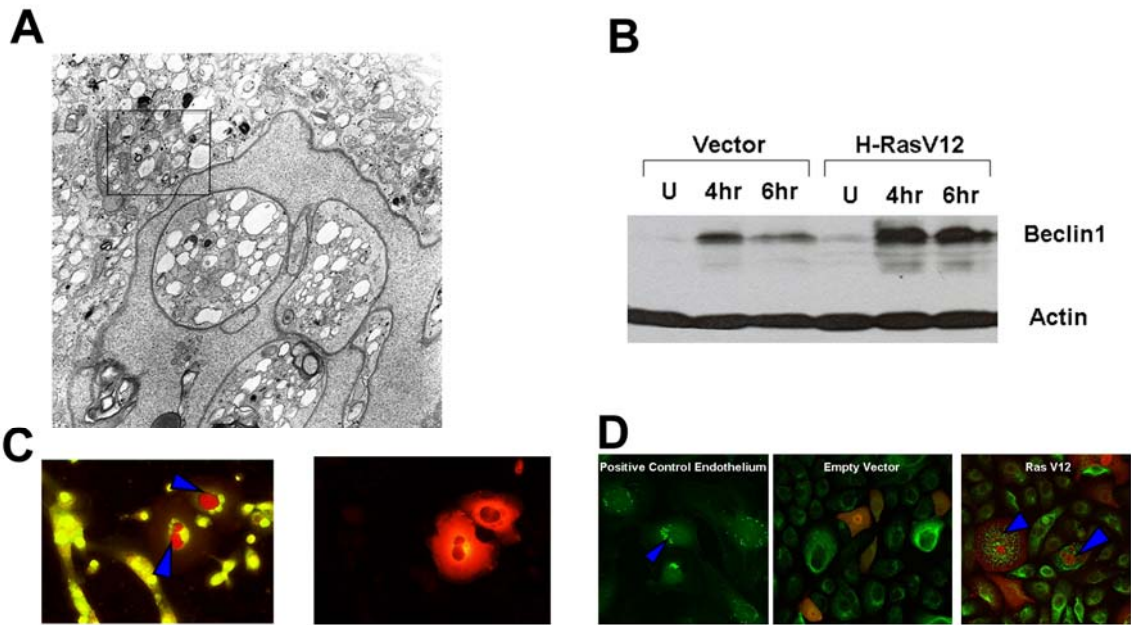 A
B
Vector H-RasV12
U 4hr 6hr U 4hr 6hr
Beclin1
Actin
C
D
Positive Control Endothelium Empty Vector Ras V12